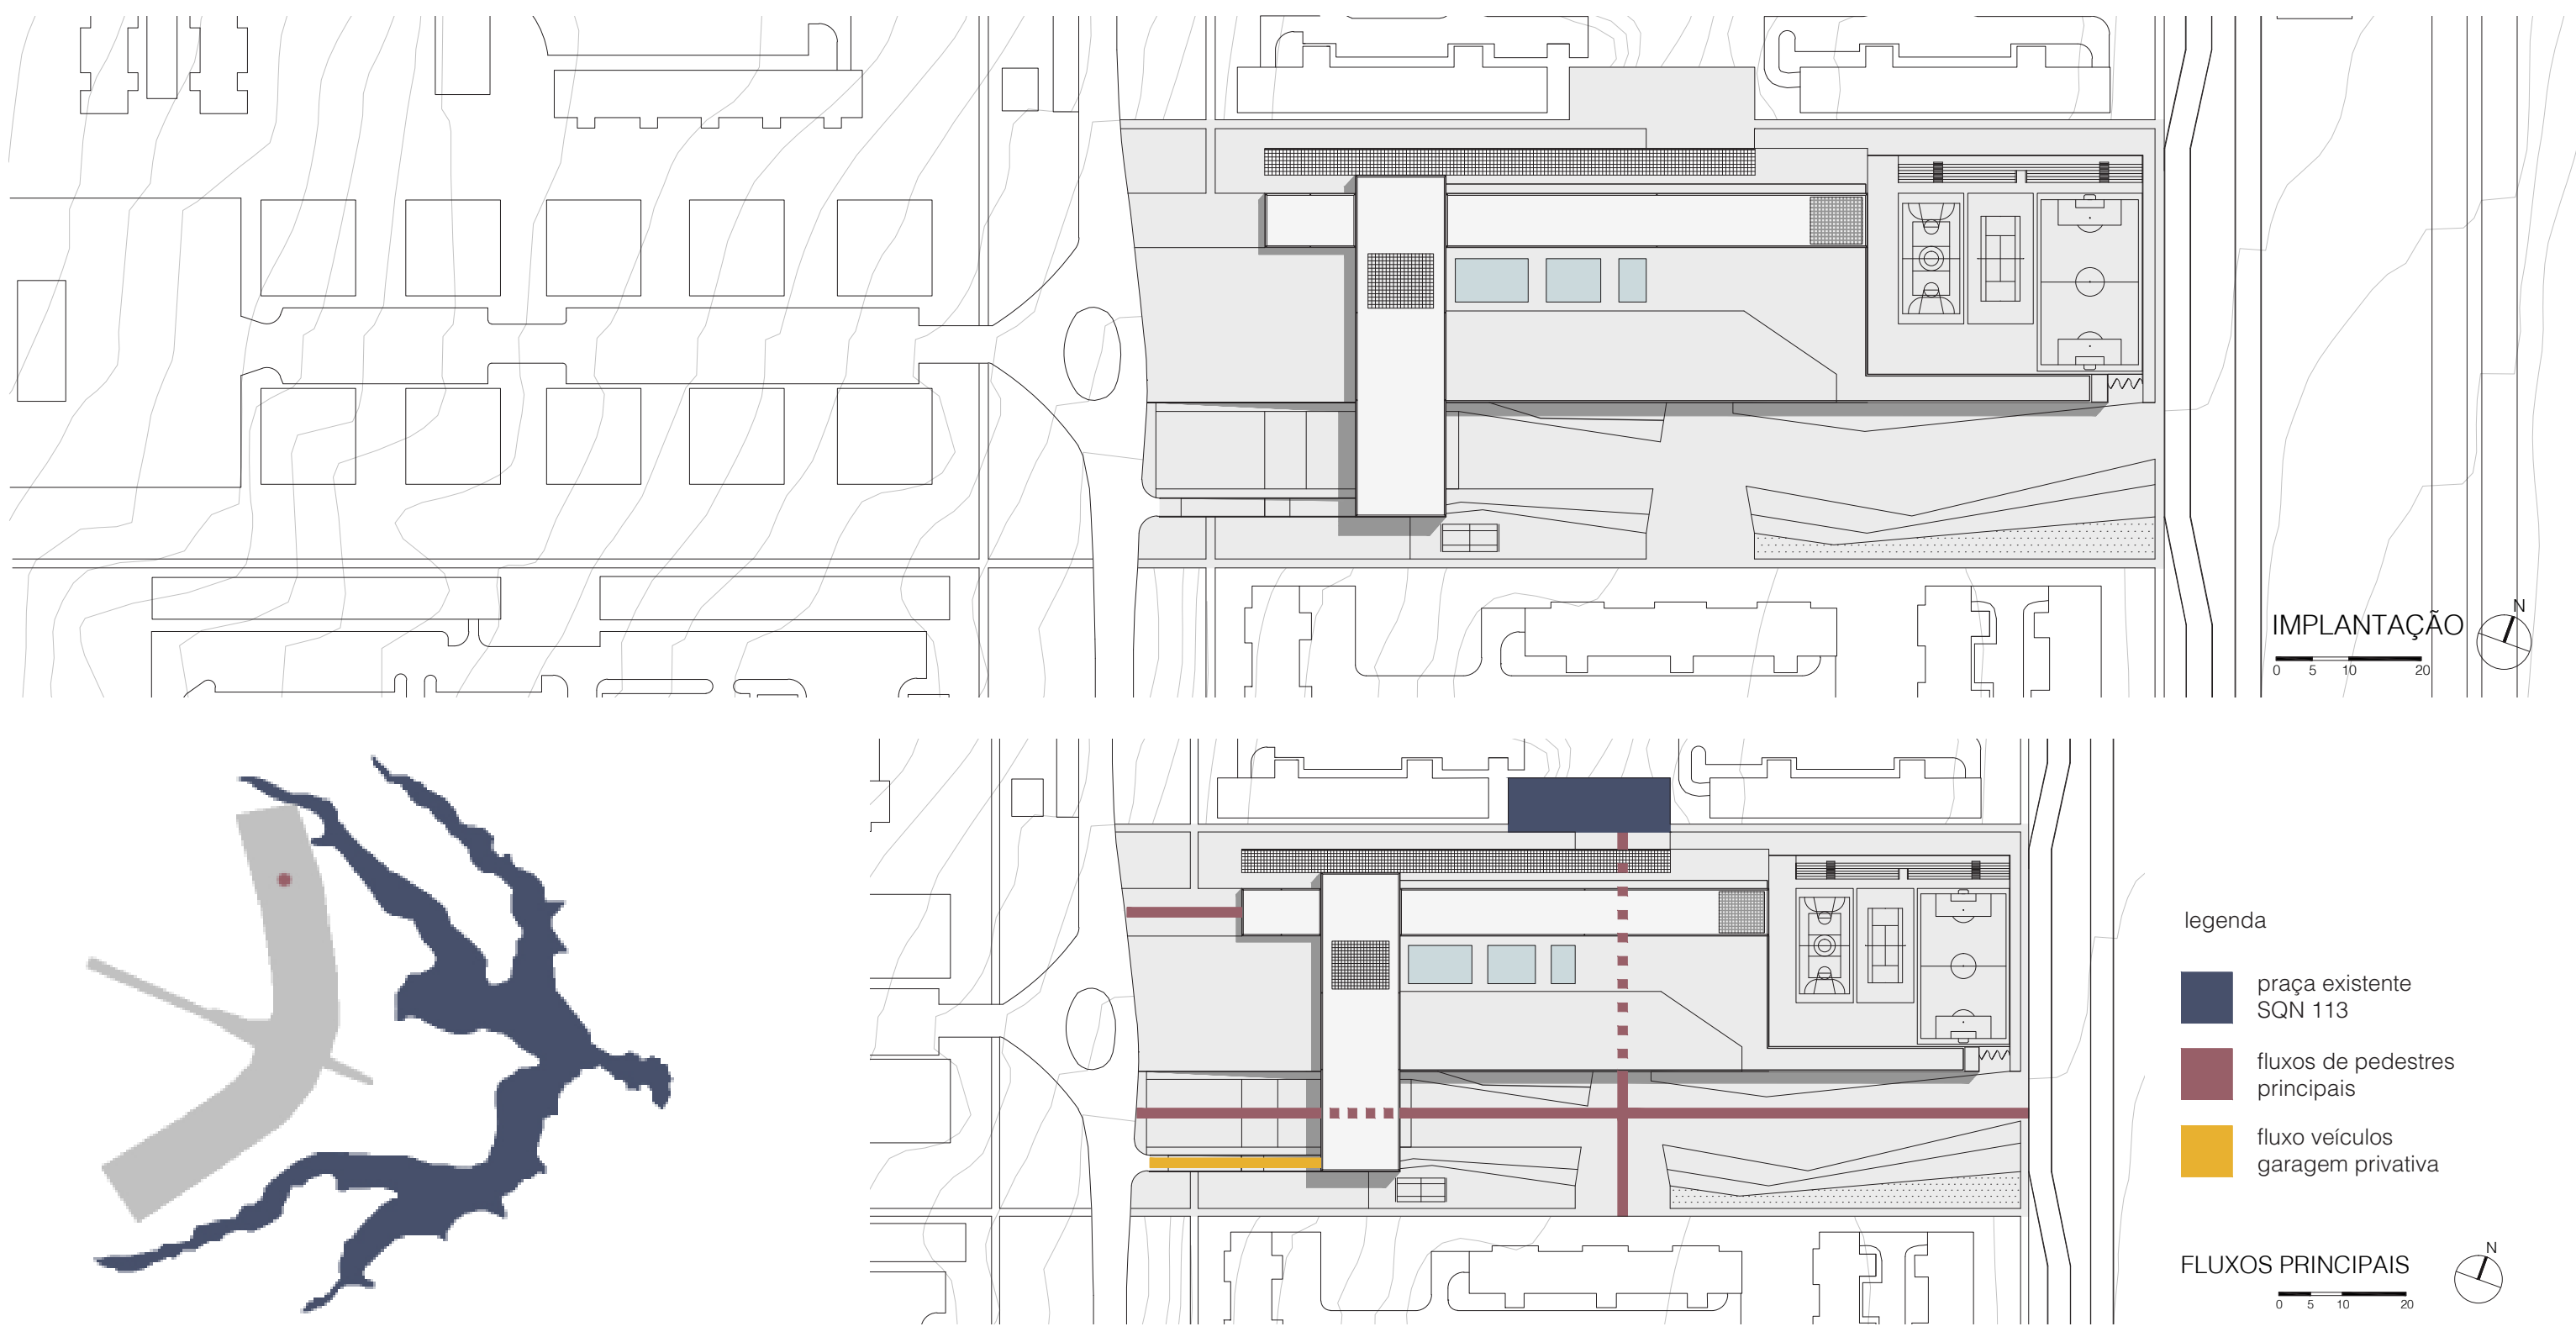 N
IMPLANTAÇÃO
0 5 10 20
legenda
praça existente
SQN 113
fluxos de pedestres
principais
fluxo veículos
garagem privativa
N
FLUXOS PRINCIPAIS
0 5 10 20